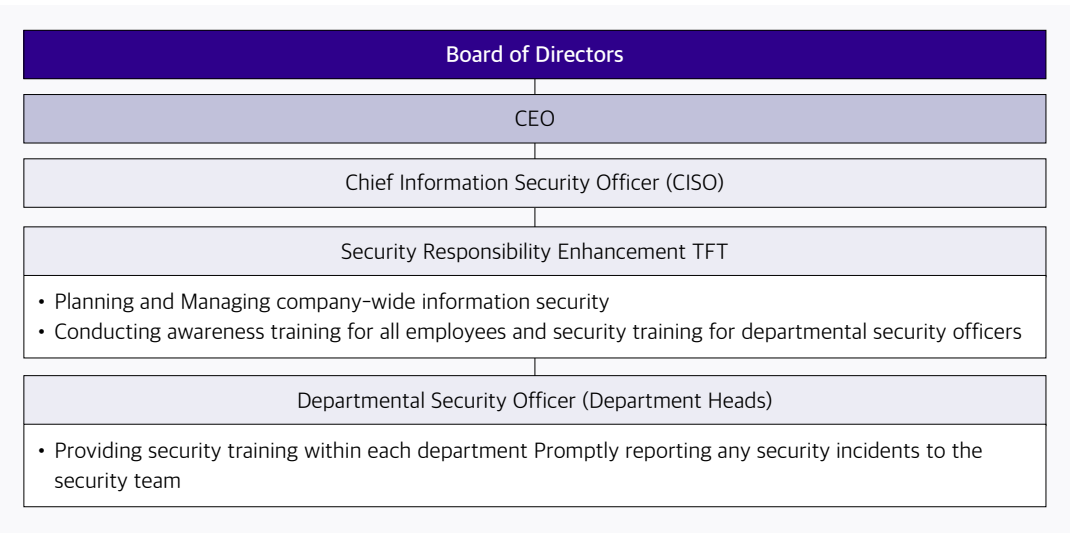 Board of Directors
CEO
Chief Information Security Officer (CISO)
Security Responsibility Enhancement TFT
• Planning and Managing company-wide information security
• Conducting awareness training for all employees and security training for departmental security officers
Departmental Security Officer (Department Heads)
• Providing security training within each department Promptly reporting any security incidents to the
security team